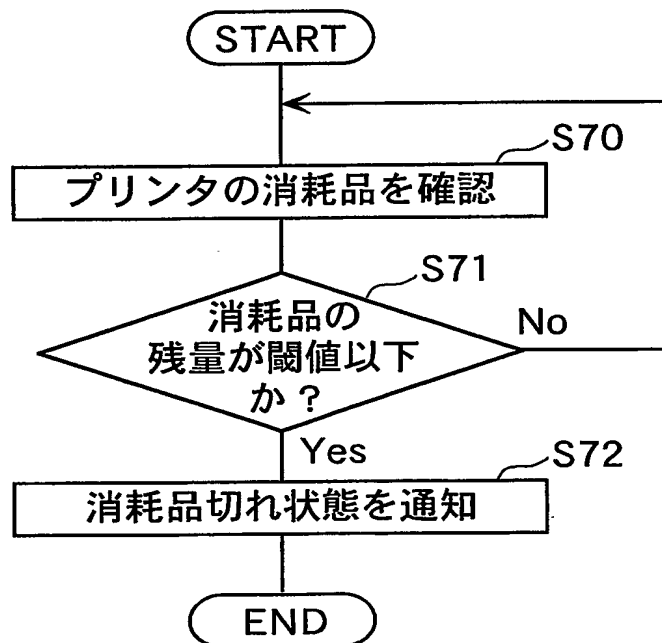 START
S70
プリンタの消耗品を確認
S71
消耗品の
残量が閾値以下
か？
No
Yes
S72
消耗品切れ状態を通知
END